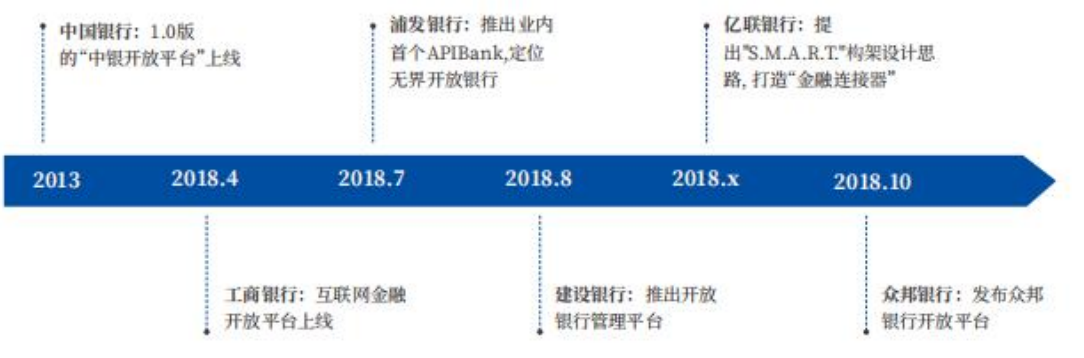 中国银行：1.0版
的“中银开放平台”上线
浦发银行：推出业内
首个APIBank,定位
无界开放银行
亿联银行：提
出"S.M.A.R.T."构架设计思
路, 打造“金融连接器”
2013
2018.4
2018.7
2018.8
2018.x
2018.10
工商银行：互联网金融
开放平台上线
建设银行：推出开放
银行管理平台
众邦银行：发布众邦
银行开放平台